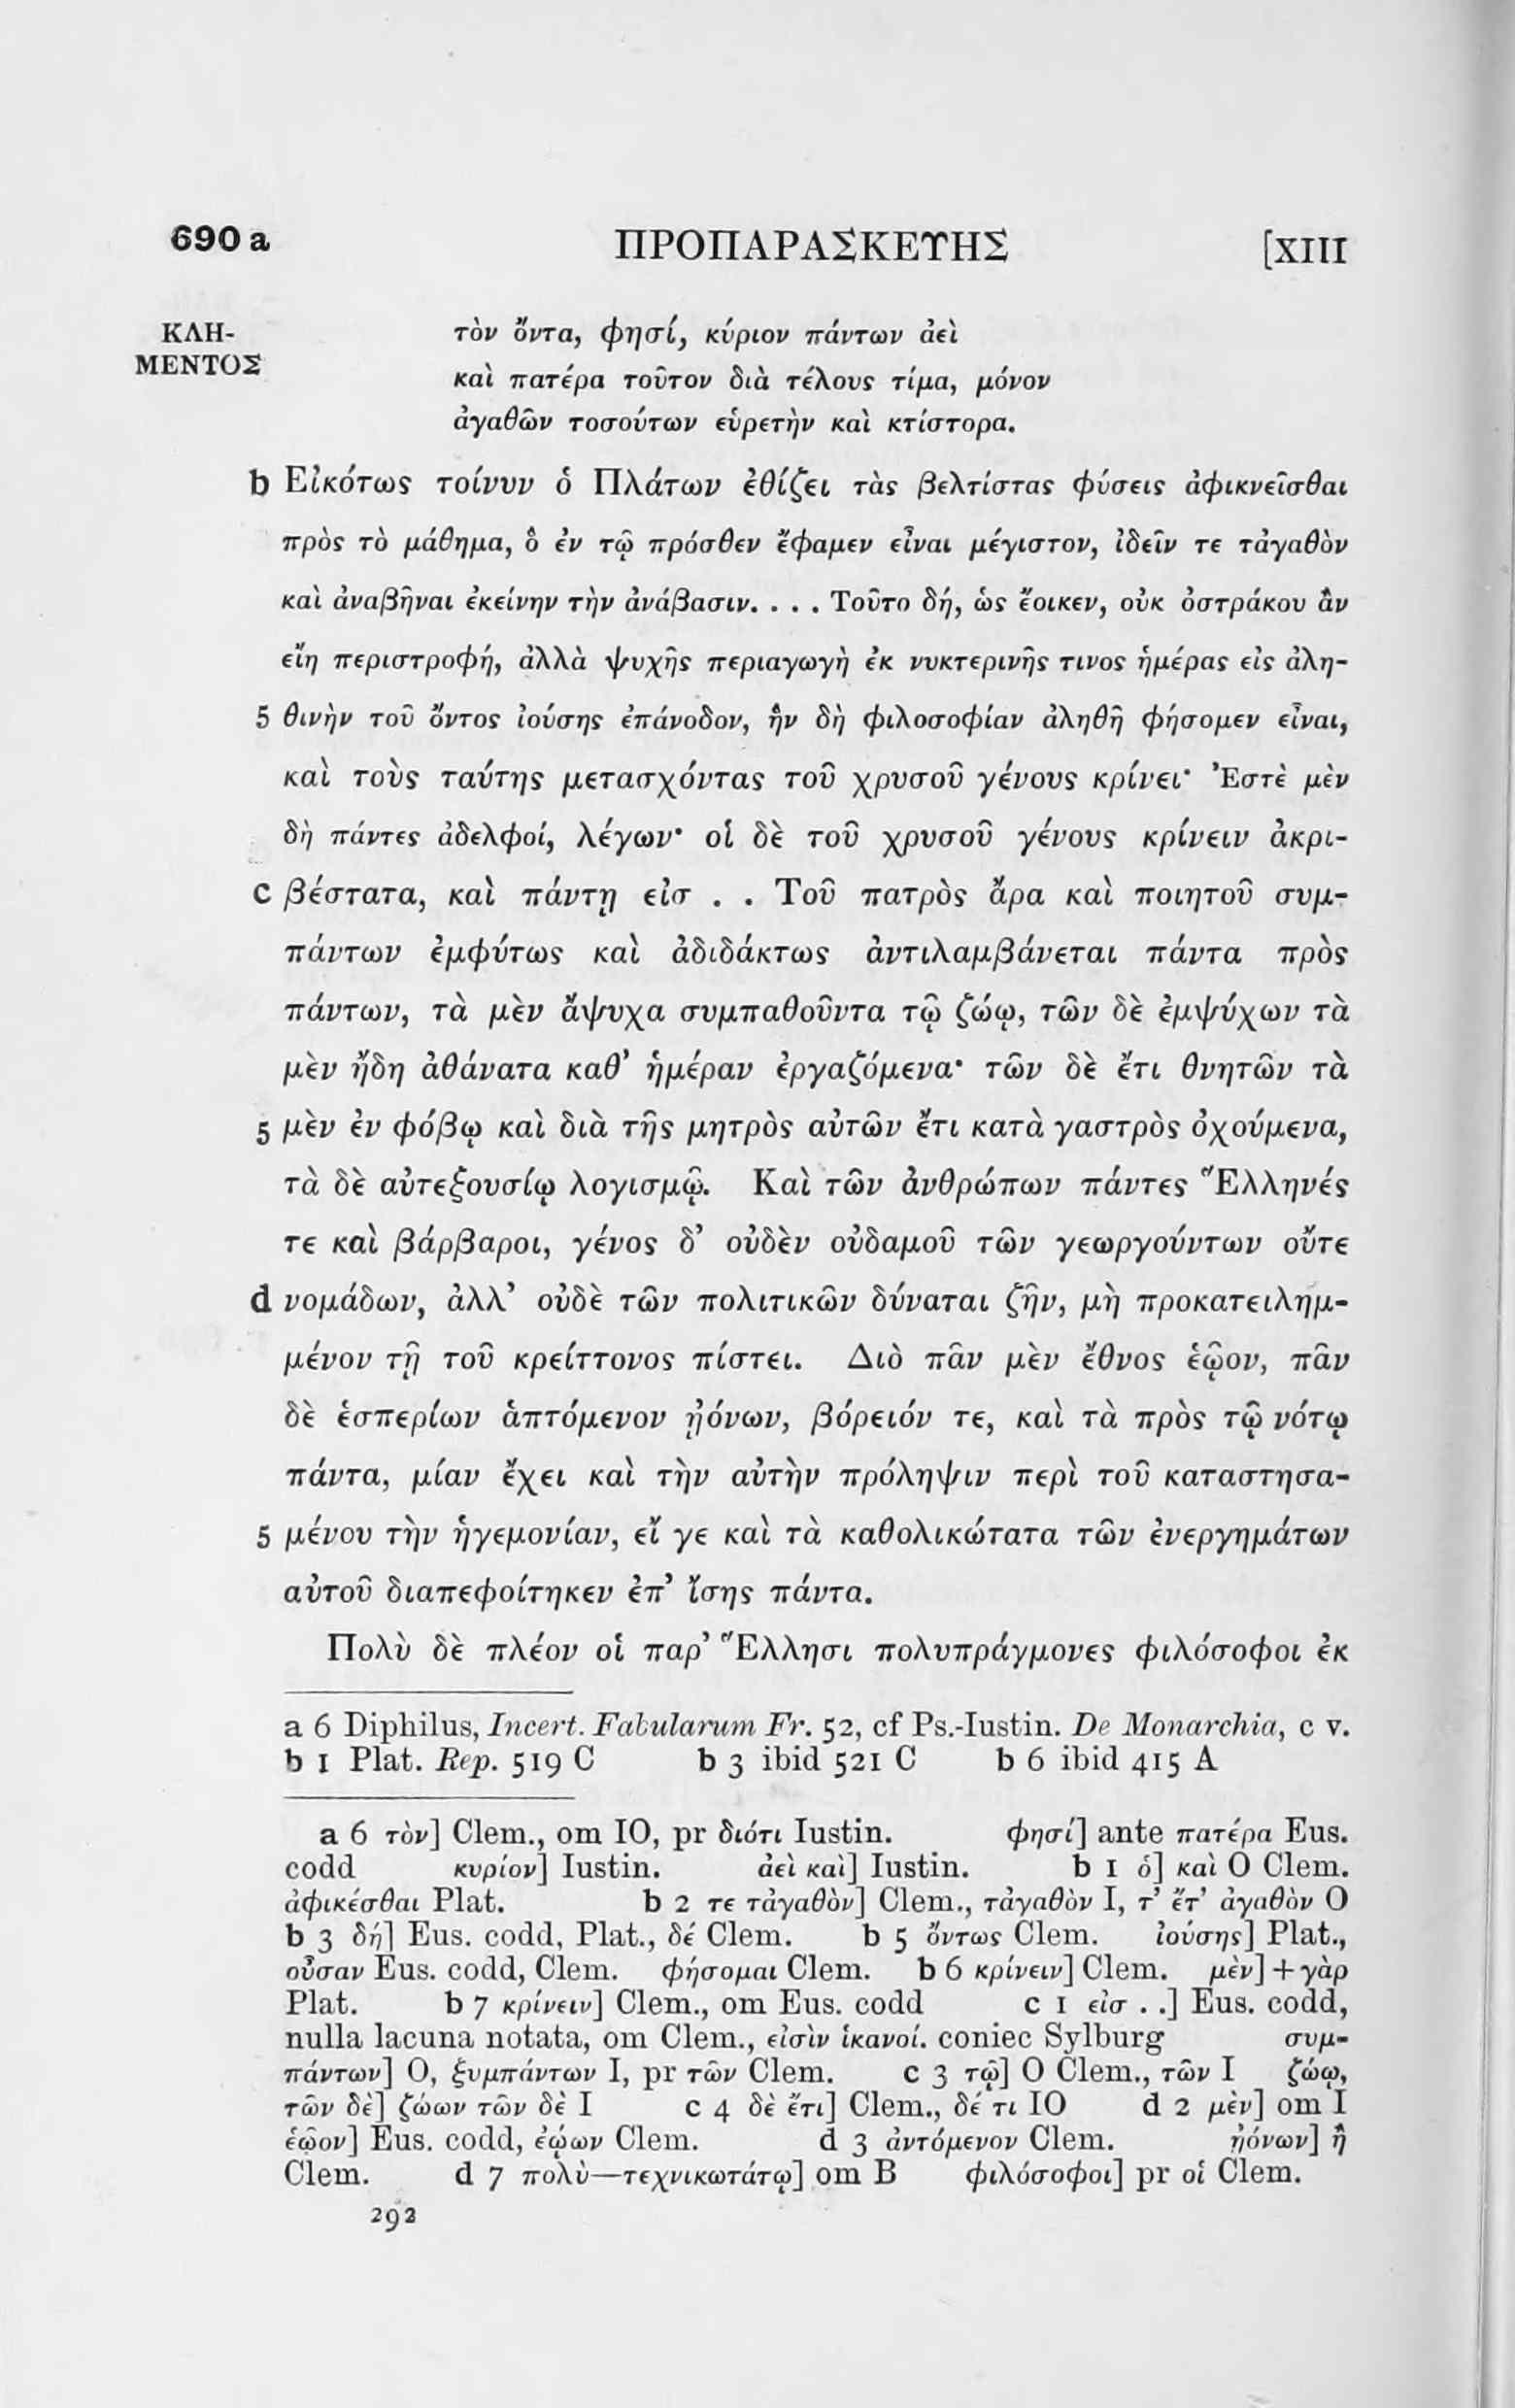 690 a ΠΡΟΠΑΡΑΣΚΕΥΗΣ [XIII
ΚΛΗ-
ΜΕΝΤΟΣ
τὸν ὄντα, φησί, κύριον πάντων ἀεὶ
καὶ πατέρα τοῦτον διὰ τέλους τίμα, μόνον
ἀγαθῶν τοσούτων εὑρετὴν καὶ κτίστορα.
b Εἰκότως τοίνυν ὁ Πλάτων ἐθίζει τὰς βελτίστας φύσεις ἀφικνεῖσθαι
πρὸς τὸ μάθημα, ὃ ἐν τῷ πρόσθεν ἔφαμεν εἶναι μέγιστον, ἰδεῖν τε τἀγαθὸν
καὶ ἀναβῆναι ἐκείνην τὴν ἀνάβασιν. . . . Τοῦτο δή, ὡς ἔοικεν, οὐκ ὀστράκου ἂν
εἴη περιστροφή, ἀλλὰ ψυχῆς περιαγωγὴ ἐκ νυκτερινῆς τινος ἡμέρας εἰς ἀλη-
5 θινὴν τοῦ ὄντος ἰούσης ἐπάνοδον, ἣν δὴ φιλοσοφίαν ἀληθῆ φήσομεν εἶναι,
καὶ τοὺς ταύτης μετασχόντας τοῦ χρυσοῦ γένους κρίνει· Ἐστὲ μὲν
δὴ πάντες ἀδελφοί, λέγων· οἱ δὲ τοῦ χρυσοῦ γένους κρίνειν ἀκρι-
c βέστατα, καὶ πάντῃ εἰσ . . Τοῦ πατρὸς ἄρα καὶ ποιητοῦ συμ-
πάντων ἐμφύτως καὶ ἀδιδάκτως ἀντιλαμβάνεται πάντα πρὸς
πάντων, τὰ μὲν ἄψυχα συμπαθοῦντα τῷ ζώῳ, τῶν δὲ ἐμψύχων τὰ
μὲν ἤδη ἀθάνατα καθ’ ἡμέραν ἐργαζόμενα· τῶν δὲ ἔτι θνητῶν τὰ
5 μὲν ἐν φόβῳ καὶ διὰ τῆς μητρὸς αὐτῶν ἔτι κατὰ γαστρὸς ὀχούμενα,
τὰ δὲ αὐτεξουσίῳ λογισμῷ. Καὶ τῶν ἀνθρώπων πάντες Ἕλληνές
τε καὶ βάρβαροι, γένος δ’ οὐδὲν οὐδαμοῦ τῶν γεωργούντων οὔτε
d νομάδων, ἀλλ’ οὐδὲ τῶν πολιτικῶν δύναται ζῆν, μὴ προκατειλημ-
μένον τῇ τοῦ κρείττονος πίστει. Διὸ πᾶν μὲν ἔθνος ἑῷον, πᾶν
δὲ ἑσπερίων ἁπτόμενον ᾐόνων, βόρειόν τε, καὶ τὰ πρὸς τῷ νότῳ
πάντα, μίαν ἔχει καὶ τὴν αὐτὴν πρόληψιν περὶ τοῦ καταστησα-
5 μένου τὴν ἡγεμονίαν, εἴ γε καὶ τὰ καθολικώτατα τῶν ἐνεργημάτων
αὐτοῦ διαπεφοίτηκεν ἐπ’ ἴσης πάντα.
Πολὺ δὲ πλέον οἱ παρ’ Ἕλλησι πολυπράγμονες φιλόσοφοι ἐκ
a 6 Diphilus, Incert. Fabularum Fr. 52, cf Ps.-Iustin. De Monarchia, c v.
b 1 Plat. Rep. 519 C b 3 ibid 521 C b 6 ibid 415 A
a 6 τὸν] Clem., om IO, pr διότι Iustin. φησί] ante πατέρα Eus.
codd κυρίον] Iustin. ἀεὶ καὶ] Iustin. b 1 ὁ] καὶ O Clem.
ἀφικέσθαι Plat. b 2 τε τἀγαθὸν] Clem., τἀγαθὸν I, τ’ ἔτ’ ἀγαθὸν O
b 3 δή] Eus. codd, Plat., δέ Clem. b 5 ὄντως Clem. ἰούσης] Plat.,
οὖσαν Eus. codd, Clem. φήσομαι Clem. b 6 κρίνειν] Clem. μὲν] + γὰρ
Plat. b 7 κρίνειν] Clem., om Eus. codd c 1 εἰσ . .] Eus. codd,
nulla lacuna notata, om Clem., εἰσὶν ἱκανοί. coniec Sylburg συμ-
πάντων] O, ξυμπάντων I, pr τῶν Clem. c 3 τῷ] O Clem., τῶν I ζώῳ,
τῶν δὲ] ζώων τῶν δὲ I c 4 δὲ ἔτι] Clem., δέ τι IO d 2 μὲν] om I
ἑῷον] Eus. codd, ἑῴων Clem. d 3 ἁντόμενον Clem. ᾐόνων] ᾗ
Clem. d 7 πολὺ—τεχνικωτάτῳ] om B φιλόσοφοι] pr οἱ Clem.
292